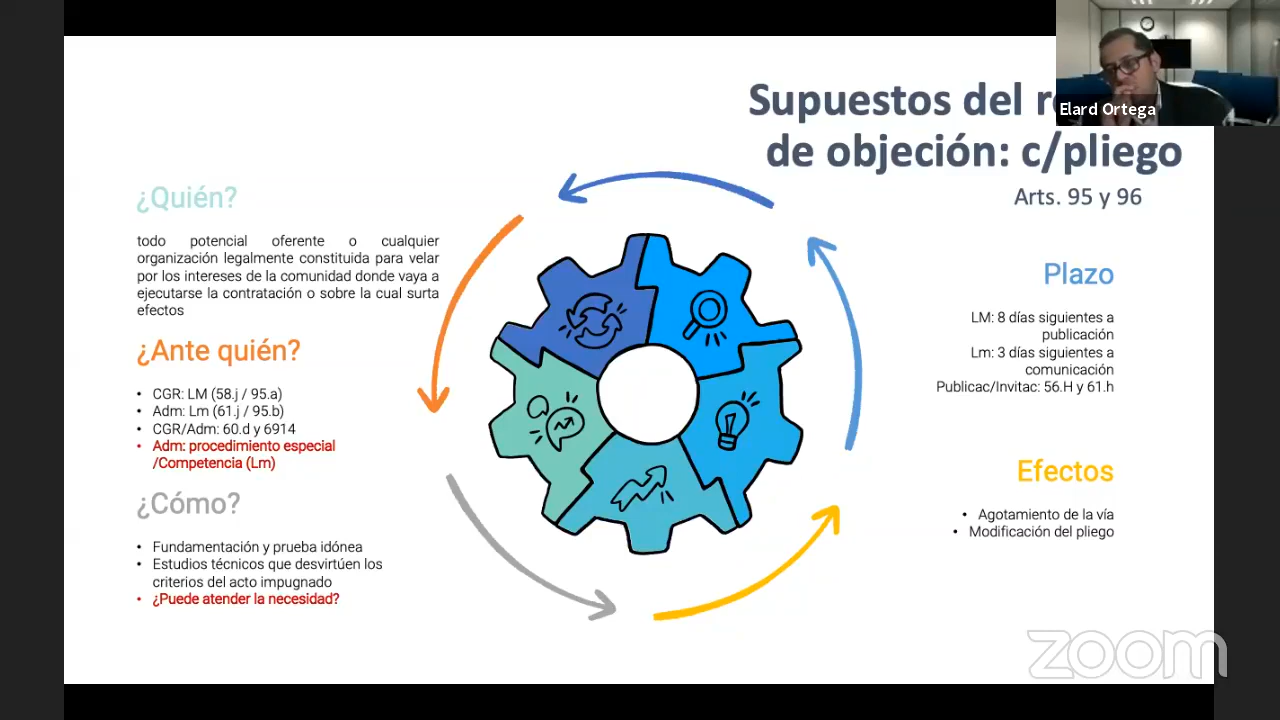 Supuestos del
de objeción: c/pliego
Arts. 95 y 96
Elard Ortega
¿Quién?
todo potencial oferente o cualquier
organización legalmente constituida para velar
por los intereses de la comunidad donde vaya a
ejecutarse la contratación o sobre la cual surta
efectos
¿Ante quién?
• CGR: LM (58.j / 95.a)
• Adm: Lm (61.j / 95.b)
• CGR/Adm: 60.d y 6914
• Adm: procedimiento especial
/Competencia (Lm)
¿Cómo?
• Fundamentación y prueba idónea
• Estudios técnicos que desvirtúen los
criterios del acto impugnado
• ¿Puede atender la necesidad?
Plazo
LM: 8 días siguientes a
publicación
Lm: 3 días siguientes a
comunicación
Publicac/Invitac: 56.H y 61.h
Efectos
• Agotamiento de la vía
• Modificación del pliego
zoom